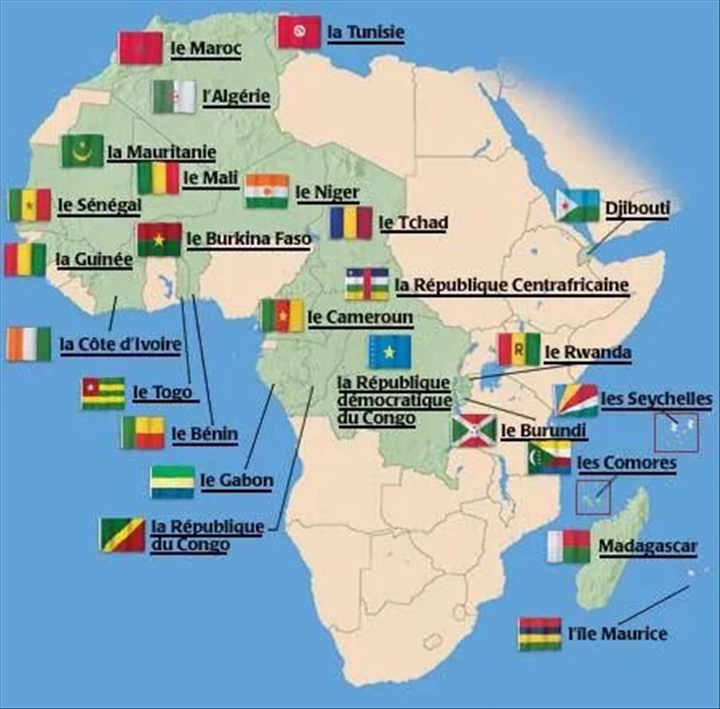 la Tunisie
le Maroc
l'Algérie
la Mauritanie
le Mali
le Niger
le Sénégal
Djibouti
le Tchad
le Burkina Faso
la Guinée
la République Centrafricaine
le Cameroun
la Côte d'Ivoire
le Rwanda
la République
démocratique
du Congo
le Togo
les Seychelles
le Burundi
le Bénin
les Comores
le Gabon
la République
du Congo
Madagascar
l'île Maurice
R